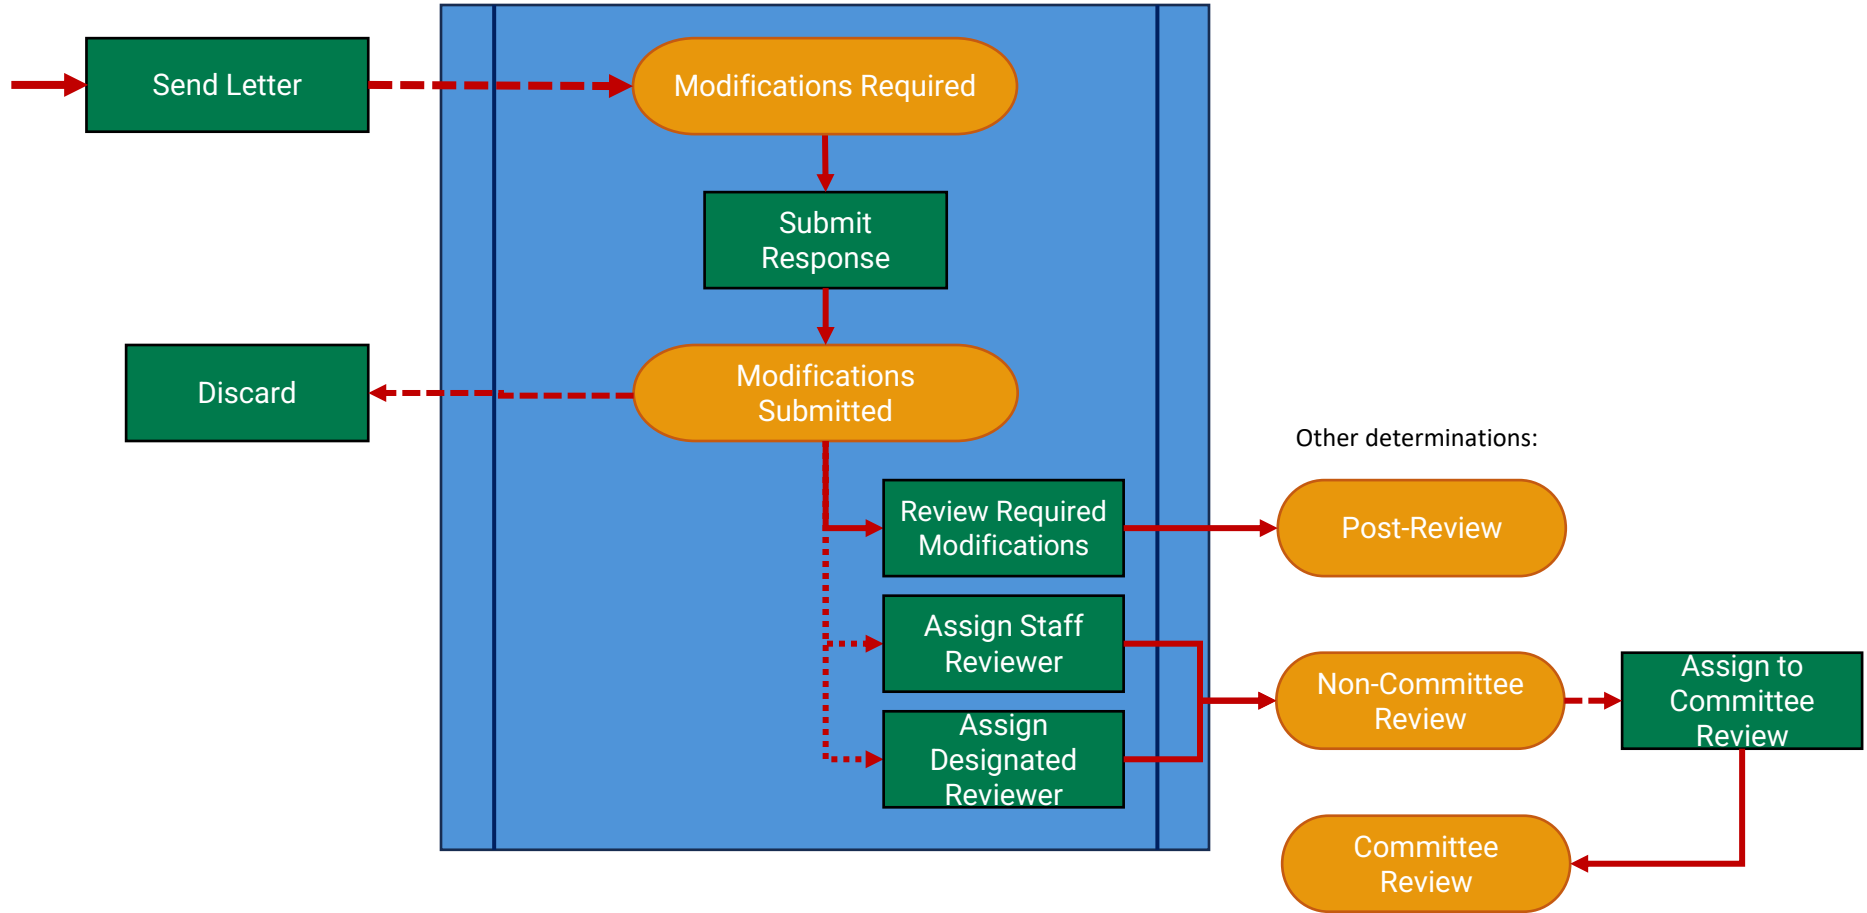 Send Letter
Modifications Required
Submit
Response
Discard
Modifications
Submitted
Other determinations:
Review Required
Modifications
Post-Review
Assign Staff
Reviewer
Non-Committee
Review
Assign to
Committee
Review
Assign
Designated
Reviewer
Committee
Review